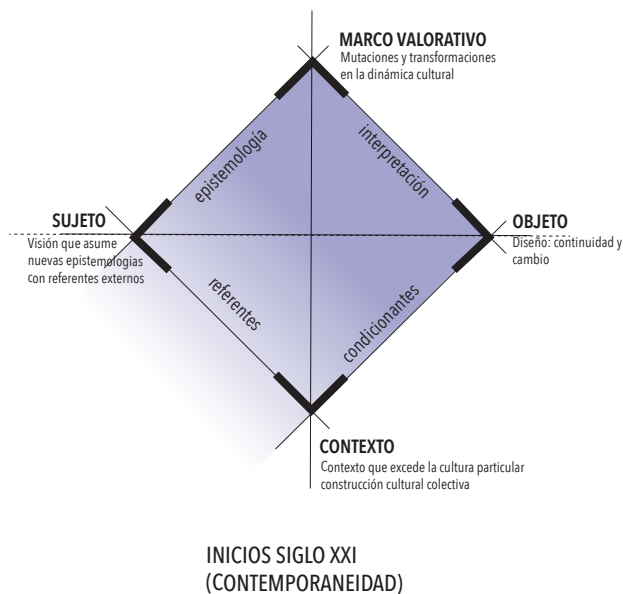 MARCO VALORATIVO
Mutaciones y transformaciones
en la dinámica cultural
epistemología
interpretación
SUJETO
Visión que asume
nuevas epistemologías
con referentes externos
OBJETO
Diseño: continuidad y
cambio
referentes
condicionantes
CONTEXTO
Contexto que excede la cultura particular
construcción cultural colectiva
INICIOS SIGLO XXI
(CONTEMPORANEIDAD)